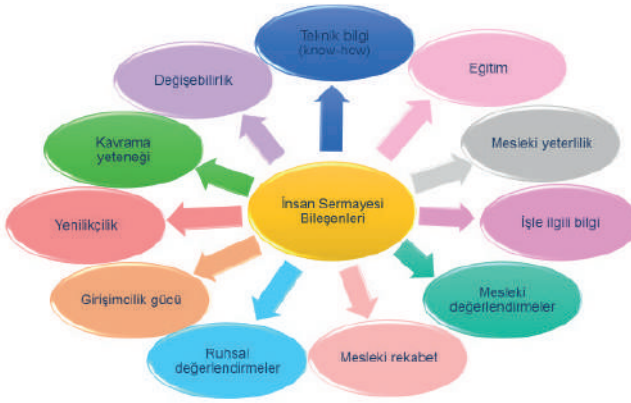 Teknik bilgi
(know-how)
Eğitim
Mesleki yeterlilik
İşle ilgili bilgi
Mesleki
değerlendirmeler
Mesleki rekabet
Ruhsal
değerlendirmeler
Girişimcilik gücü
Yenilikçilik
Kavrama
yeteneği
Değişebilirlik
İnsan Sermayesi
Bileşenleri